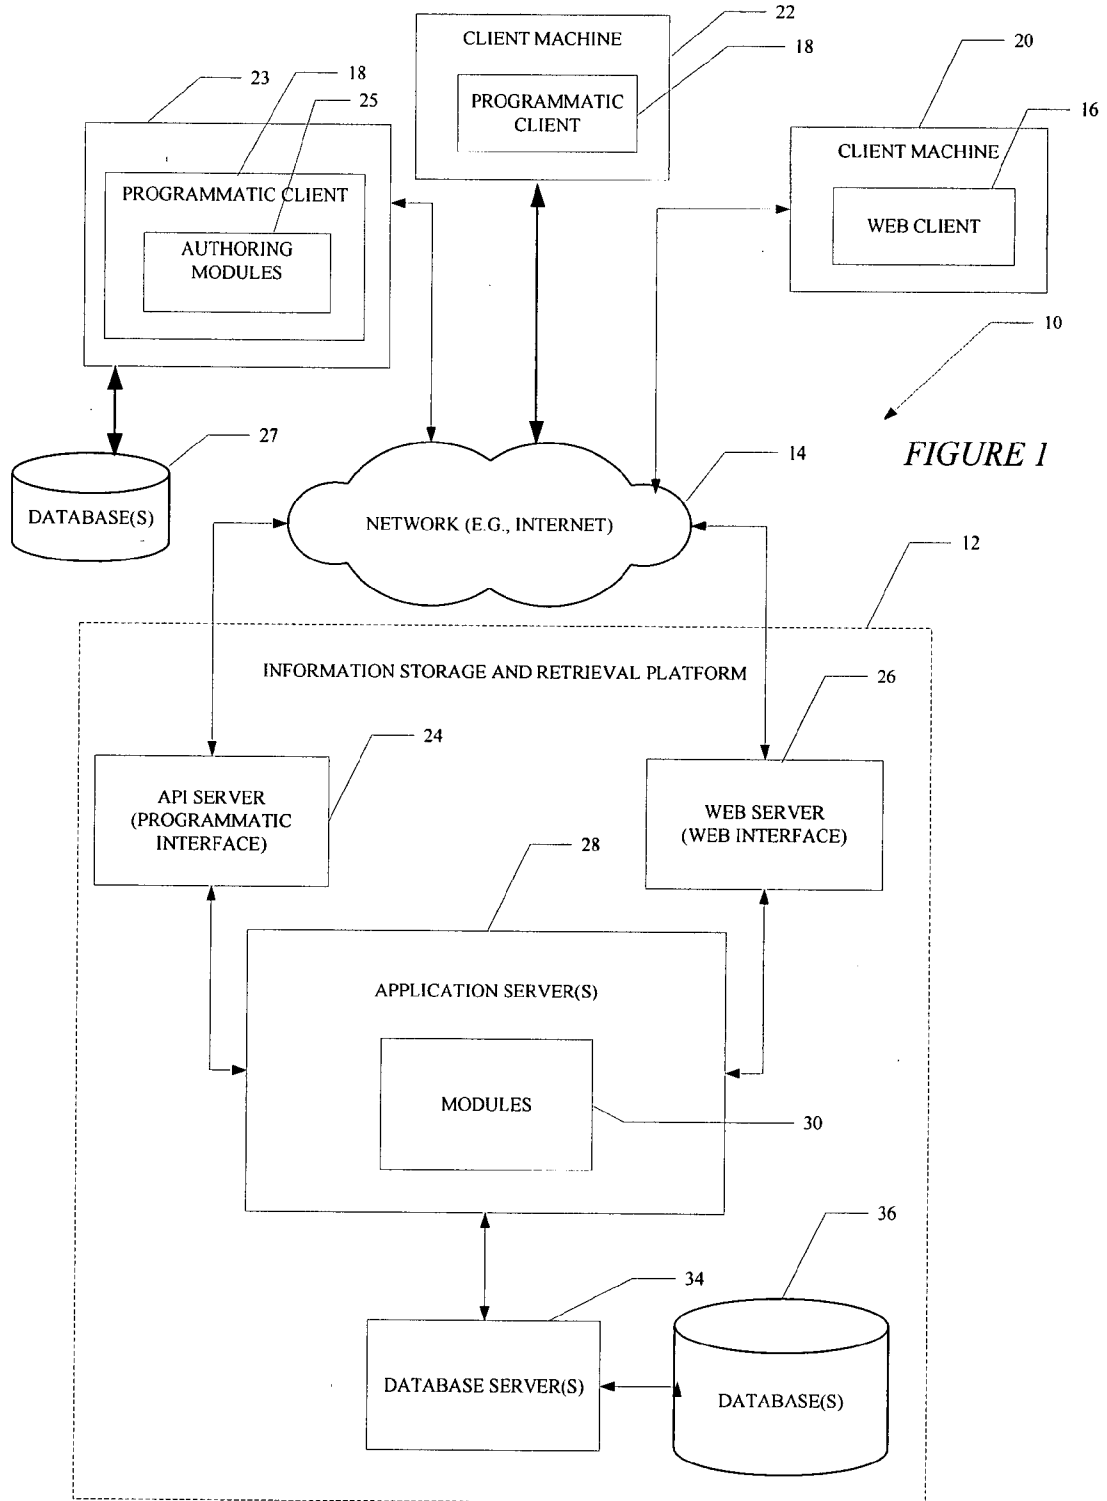 22
CLIENT MACHINE
18
PROGRAMMATIC
CLIENT
20
16
CLIENT MACHINE
WEB CLIENT
23
18
25
PROGRAMMATIC CLIENT
AUTHORING
MODULES
10
FIGURE 1
27
DATABASE(S)
14
NETWORK (E.G., INTERNET)
12
INFORMATION STORAGE AND RETRIEVAL PLATFORM
26
24
API SERVER
(PROGRAMMATIC
INTERFACE)
WEB SERVER
(WEB INTERFACE)
28
APPLICATION SERVER(S)
MODULES
30
36
34
DATABASE SERVER(S)
DATABASE(S)